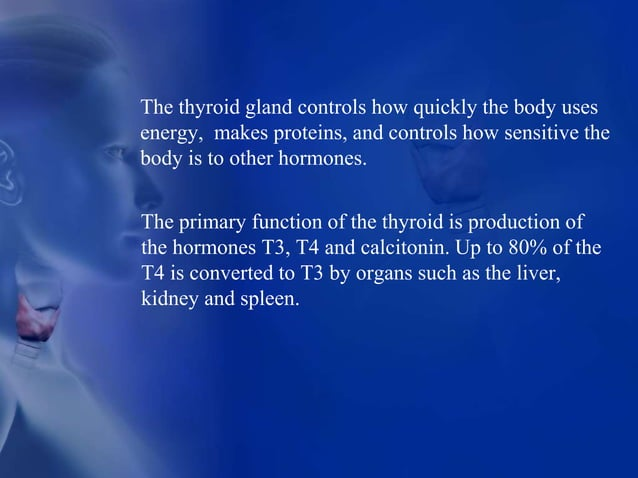 The thyroid gland controls how quickly the body uses
energy,  makes proteins, and controls how sensitive the
body is to other hormones.
The primary function of the thyroid is production of
the hormones T3, T4 and calcitonin. Up to 80% of the
T4 is converted to T3 by organs such as the liver,
kidney and spleen.